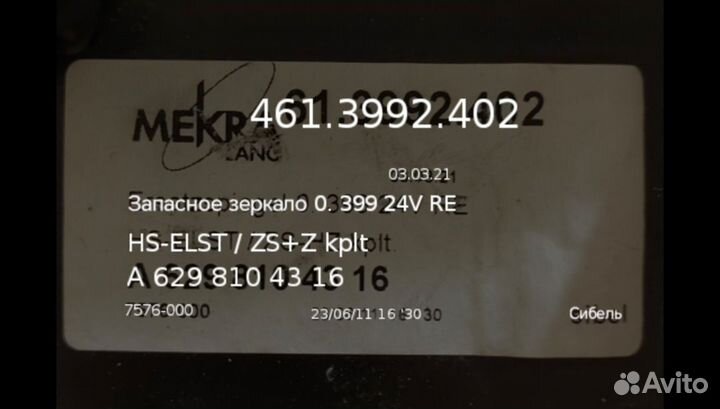 MEKRA
LANG
461.3992.402
03.03.21
Запасное зеркало 0. 399 24V RE
HS-ELST / ZS+Z kplt
A 629 810 43 16
7576-000 23/06/11 16 :30 Сибель
Avito